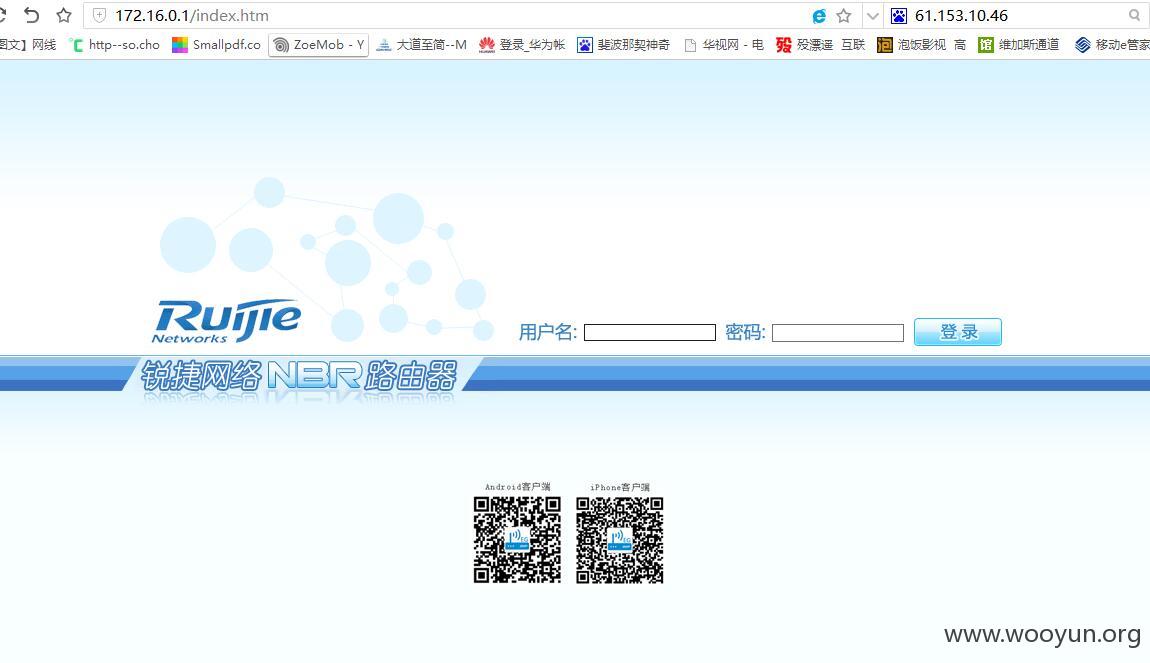 172.16.0.1/index.htm
61.153.10.46
图文】网线 http--so.cho Smallpdf.co ZoeMob - Y 大道至简--M 登录_华为帐 斐波那契神奇 华视网 - 电 互联 泡饭影视 高 维加斯通道 移动e管家
Ruijie
Networks
用户名: 密码: 登录
锐捷网络NBR路由器
Android客户端 iPhone客户端
www.wooyun.org